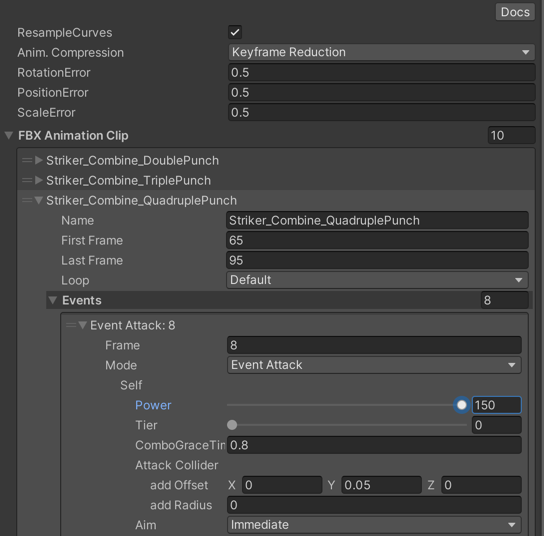 Docs
ResampleCurves
Anim. Compression Keyframe Reduction
RotationError 0.5
PositionError 0.5
ScaleError 0.5
FBX Animation Clip 10
Striker_Combine_DoublePunch
Striker_Combine_TriplePunch
Striker_Combine_QuadruplePunch
Name Striker_Combine_QuadruplePunch
First Frame 65
Last Frame 95
Loop Default
Events 8
Event Attack: 8
Frame 8
Mode Event Attack
Self
Power 150
Tier 0
ComboGraceTin 0.8
Attack Collider
add Offset X 0 Y 0.05 Z 0
add Radius 0
Aim Immediate